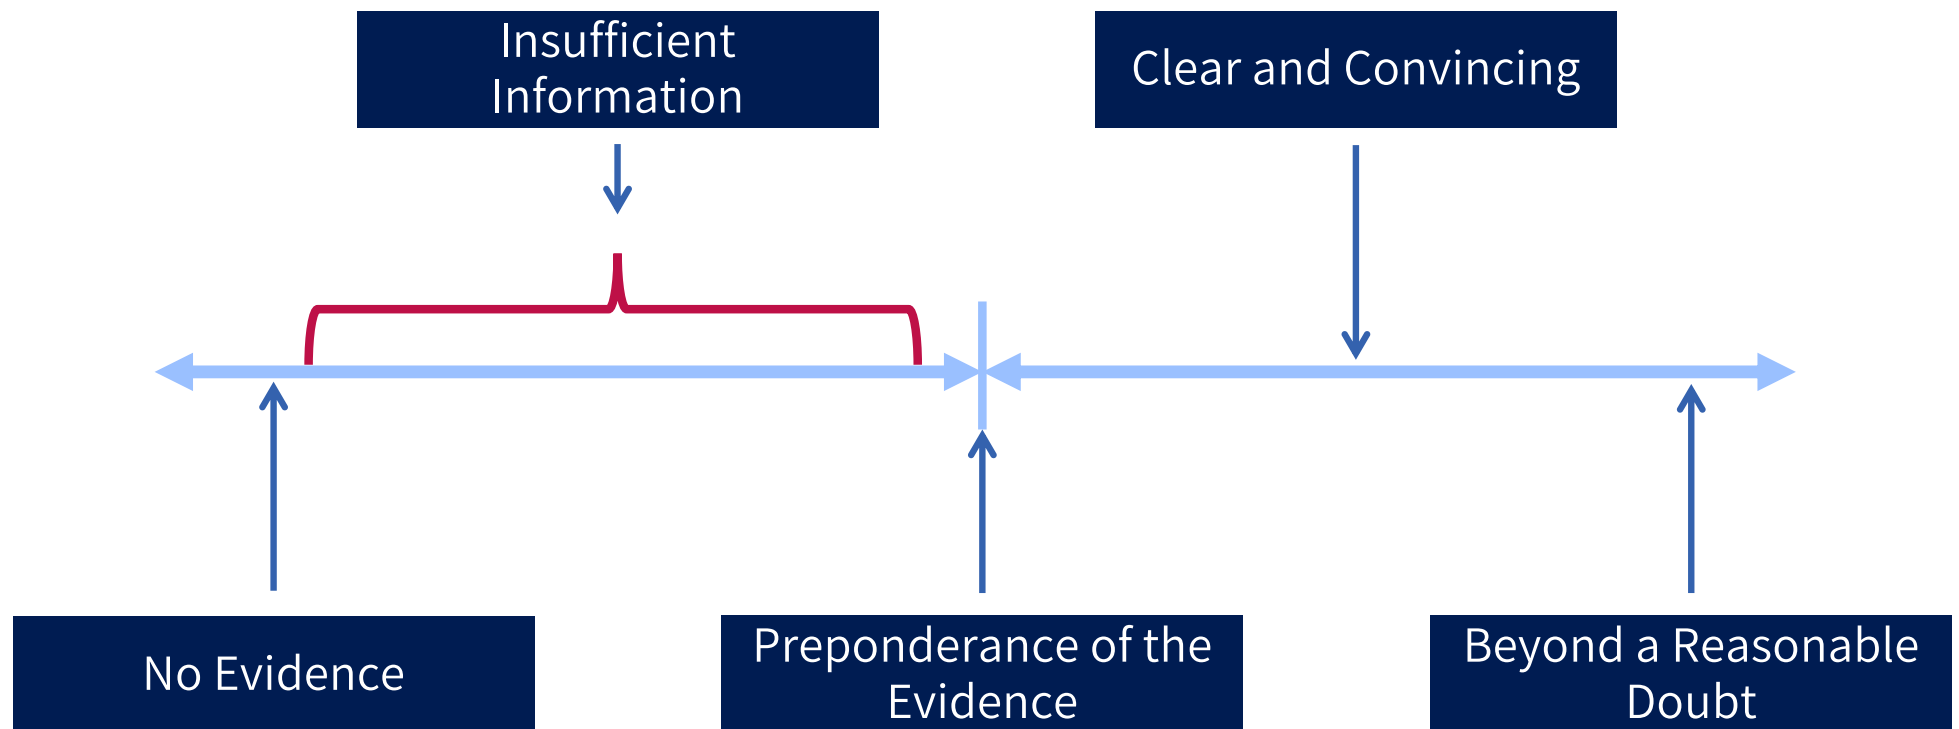 Insufficient
Information
Clear and Convincing
No Evidence
Preponderance of the
Evidence
Beyond a Reasonable
Doubt